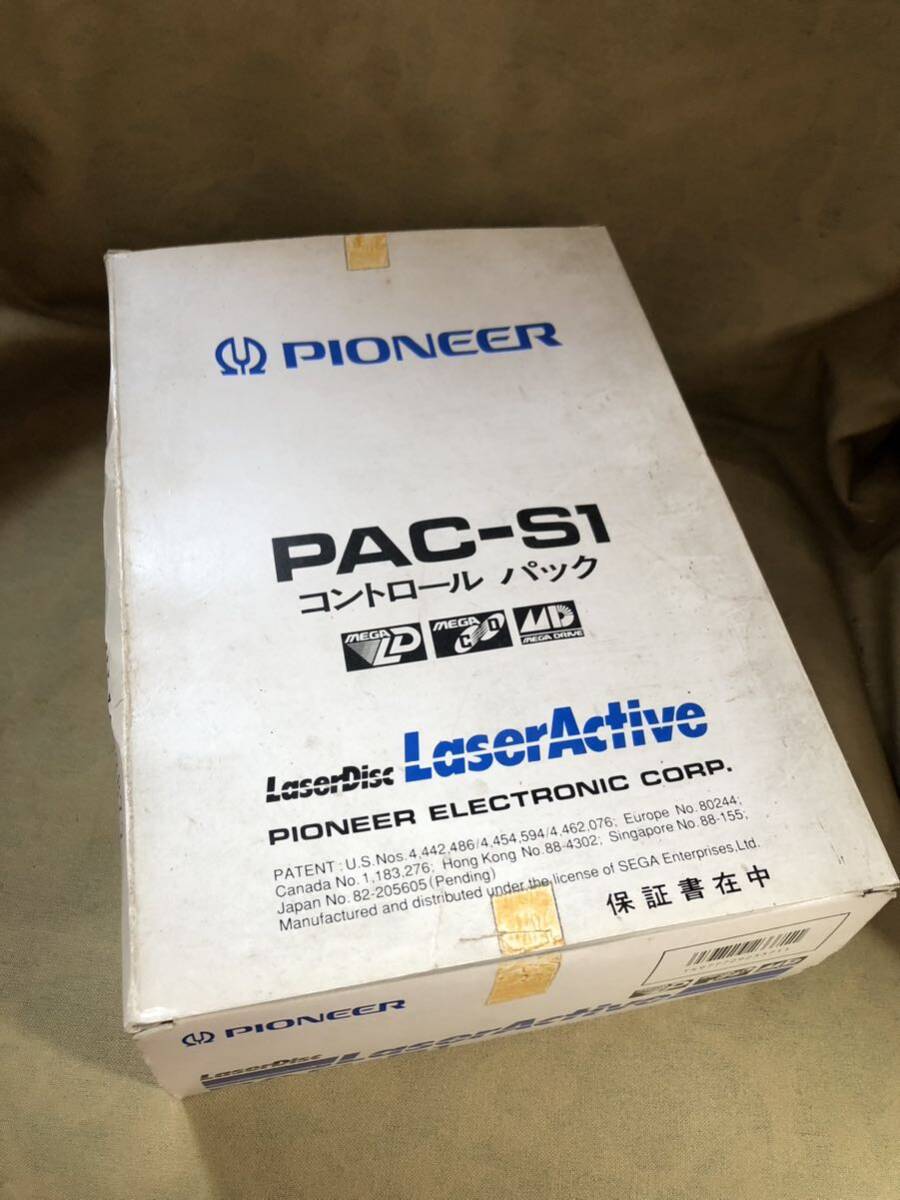 PIONEER
PAC-S1
コントロール パック
MEGA LD MEGA CD MD MEGA DRIVE
LaserDisc LaserActive
PIONEER ELECTRONIC CORP.
PATENT : U.S. Nos. 4,442,486/4,454,594/4,462,076; Europe No. 80244;
Canada No. 1,183,276; Hong Kong No. 88-4302; Singapore No. 88-155;
Japan No. 82-205605 (Pending)
Manufactured and distributed under the license of SEGA Enterprises, Ltd.
保証書在中
PIONEER
LaserDisc LaserActive